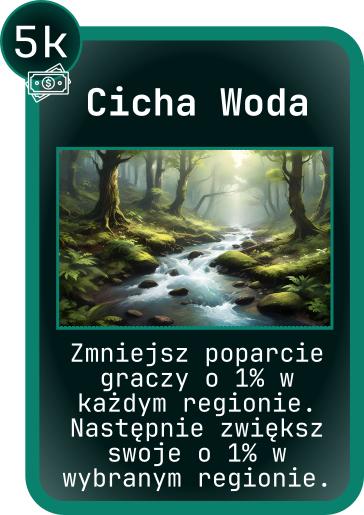 5k
Cicha Woda
Zmniejsz poparcie
graczy o 1% w
każdym regionie.
Następnie zwiększ
swoje o 1% w
wybranym regionie.